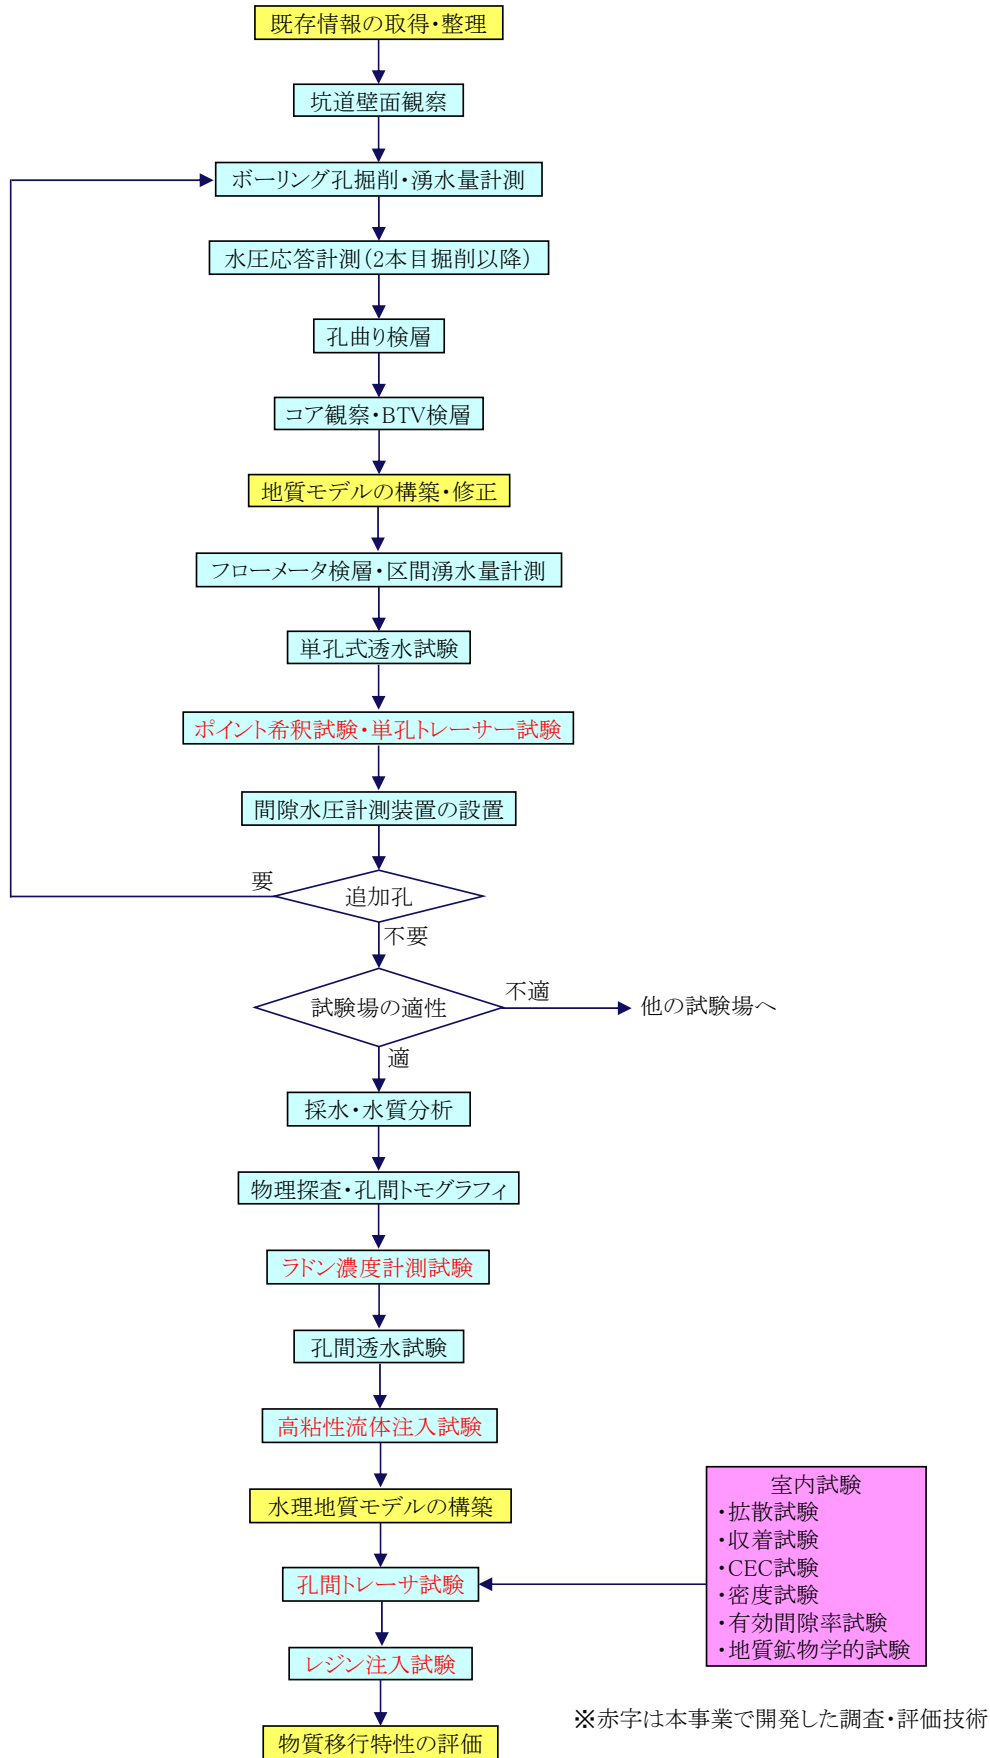 既存情報の取得・整理
坑道壁面観察
ボーリング孔掘削・湧水量計測
水圧応答計測(2本目掘削以降)
孔曲り検層
コア観察・BTV検層
地質モデルの構築・修正
フローメータ検層・区間湧水量計測
単孔式透水試験
ポイント希釈試験・単孔トレーサー試験
間隙水圧計測装置の設置
要
追加孔
不要
試験場の適性
不適
他の試験場へ
適
採水・水質分析
物理探査・孔間トモグラフィ
ラドン濃度計測試験
孔間透水試験
高粘性流体注入試験
水理地質モデルの構築
孔間トレーサ試験
室内試験
・拡散試験
・収着試験
・CEC試験
・密度試験
・有効間隙率試験
・地質鉱物学的試験
レジン注入試験
物質移行特性の評価
※赤字は本事業で開発した調査・評価技術